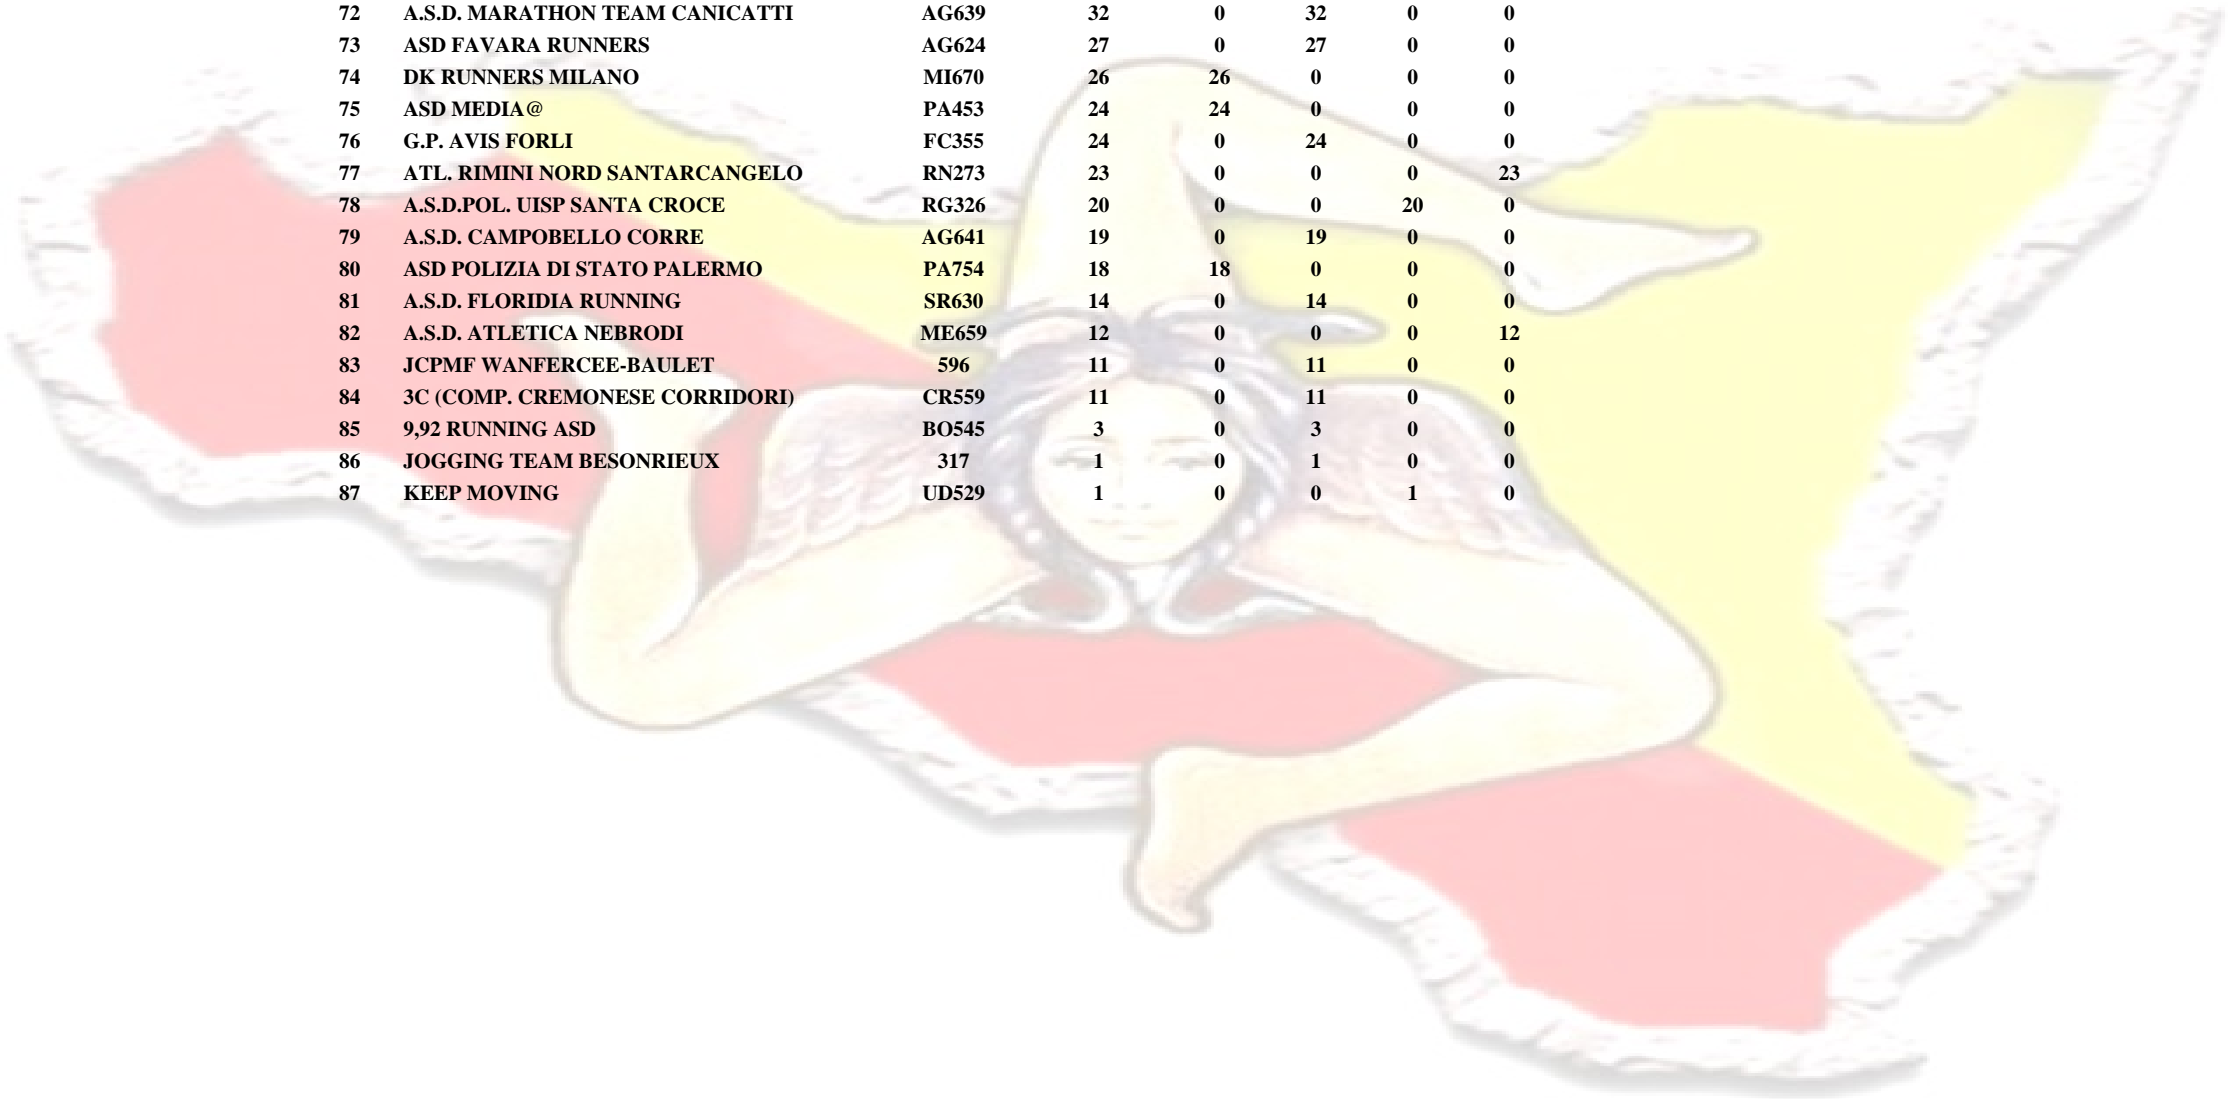 72 A.S.D. MARATHON TEAM CANICATTI AG639 32 0 32 0 0
73 ASD FAVARA RUNNERS AG624 27 0 27 0 0
74 DK RUNNERS MILANO MI670 26 26 0 0 0
75 ASD MEDIA@ PA453 24 24 0 0 0
76 G.P. AVIS FORLI FC355 24 0 24 0 0
77 ATL. RIMINI NORD SANTARCANGELO RN273 23 0 0 0 23
78 A.S.D.POL. UISP SANTA CROCE RG326 20 0 0 20 0
79 A.S.D. CAMPOBELLO CORRE AG641 19 0 19 0 0
80 ASD POLIZIA DI STATO PALERMO PA754 18 18 0 0 0
81 A.S.D. FLORIDIA RUNNING SR630 14 0 14 0 0
82 A.S.D. ATLETICA NEBRODI ME659 12 0 0 0 12
83 JCPMF WANFERCEE-BAULET 596 11 0 11 0 0
84 3C (COMP. CREMONESE CORRIDORI) CR559 11 0 11 0 0
85 9,92 RUNNING ASD BO545 3 0 3 0 0
86 JOGGING TEAM BESONRIEUX 317 1 0 1 0 0
87 KEEP MOVING UD529 1 0 0 1 0